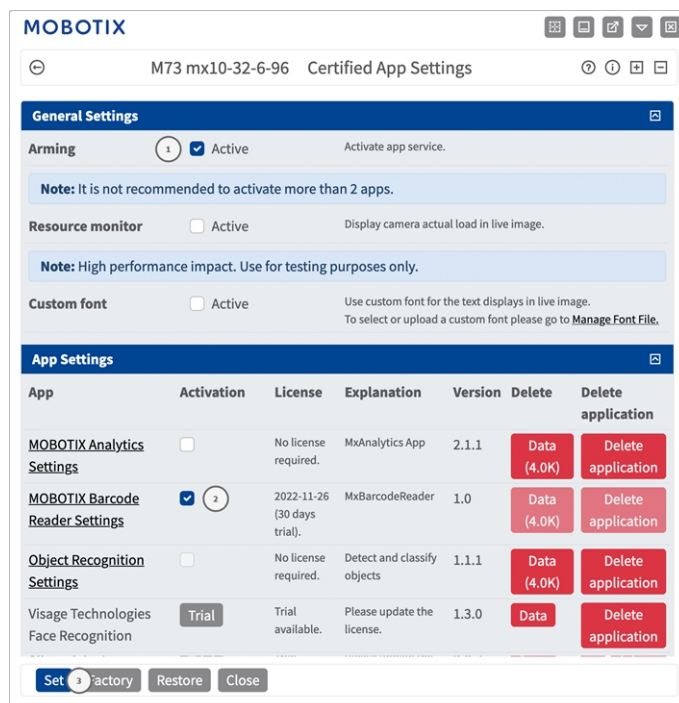 MOBOTIX
M73 mx10-32-6-96 Certified App Settings
General Settings
Arming 1 Active Activate app service.
Note: It is not recommended to activate more than 2 apps.
Resource monitor Active Display camera actual load in live image.
Note: High performance impact. Use for testing purposes only.
Custom font Active Use custom font for the text displays in live image.
To select or upload a custom font please go to Manage Font File.
App Settings
App Activation License Explanation Version Delete Delete
application
MOBOTIX Analytics No license MxAnalytics App 2.1.1 Data Delete
Settings required. (4.0K) application
MOBOTIX Barcode 2 2022-11-26 MxBarcodeReader 1.0 Data Delete
Reader Settings (30 days (4.0K) application
trial).
Object Recognition No license Detect and classify 1.1.1 Data Delete
Settings required. objects (4.0K) application
Visage Technologies Trial Trial Please update the 1.3.0 Data Delete
Face Recognition available. license. application
Set 3 actory Restore Close